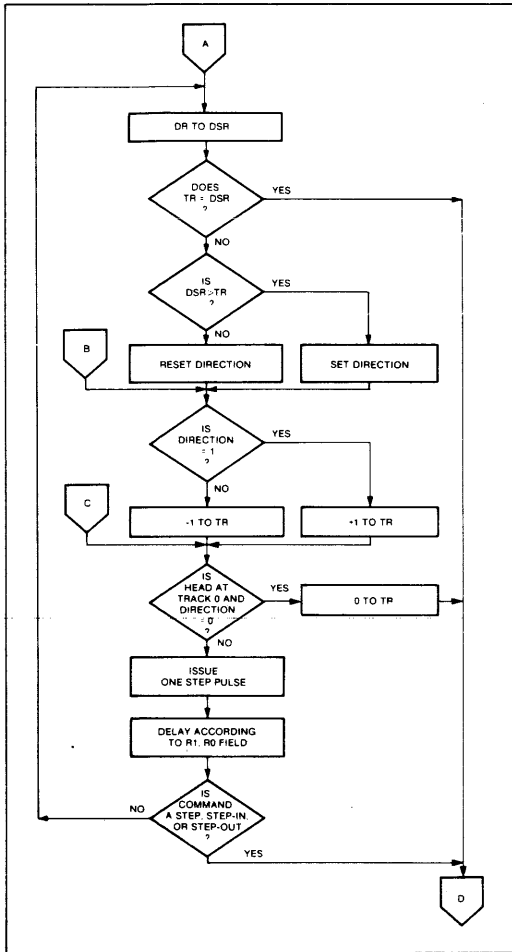 A
DR TO DSR
DOES
TR = DSR
?
YES
NO
IS
DSR>TR
?
YES
NO
B
RESET DIRECTION
SET DIRECTION
IS
DIRECTION
= 1
?
YES
NO
C
-1 TO TR
+1 TO TR
IS
HEAD AT
TRACK 0 AND
DIRECTION
= 0
?
YES
NO
0 TO TR
ISSUE
ONE STEP PULSE
DELAY ACCORDING
TO R1, R0 FIELD
IS
COMMAND
A STEP, STEP-IN,
OR STEP-OUT
?
NO
YES
D